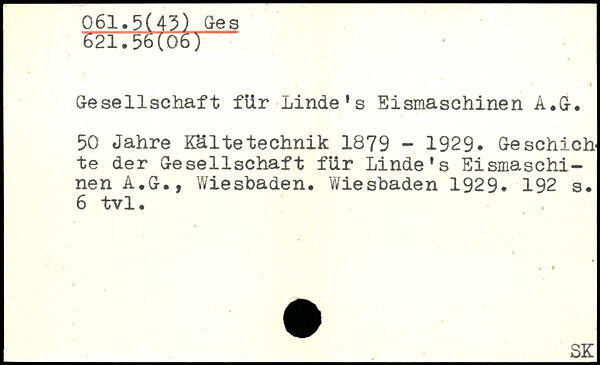 061.5(43) Ges
621.56(06)
Gesellschaft für Linde's Eismaschinen A.G.
50 Jahre Kältetechnik 1879 - 1929. Geschich-
te der Gesellschaft für Linde's Eismaschi-
nen A.G., Wiesbaden. Wiesbaden 1929. 192 s.
6 tvl.
SK